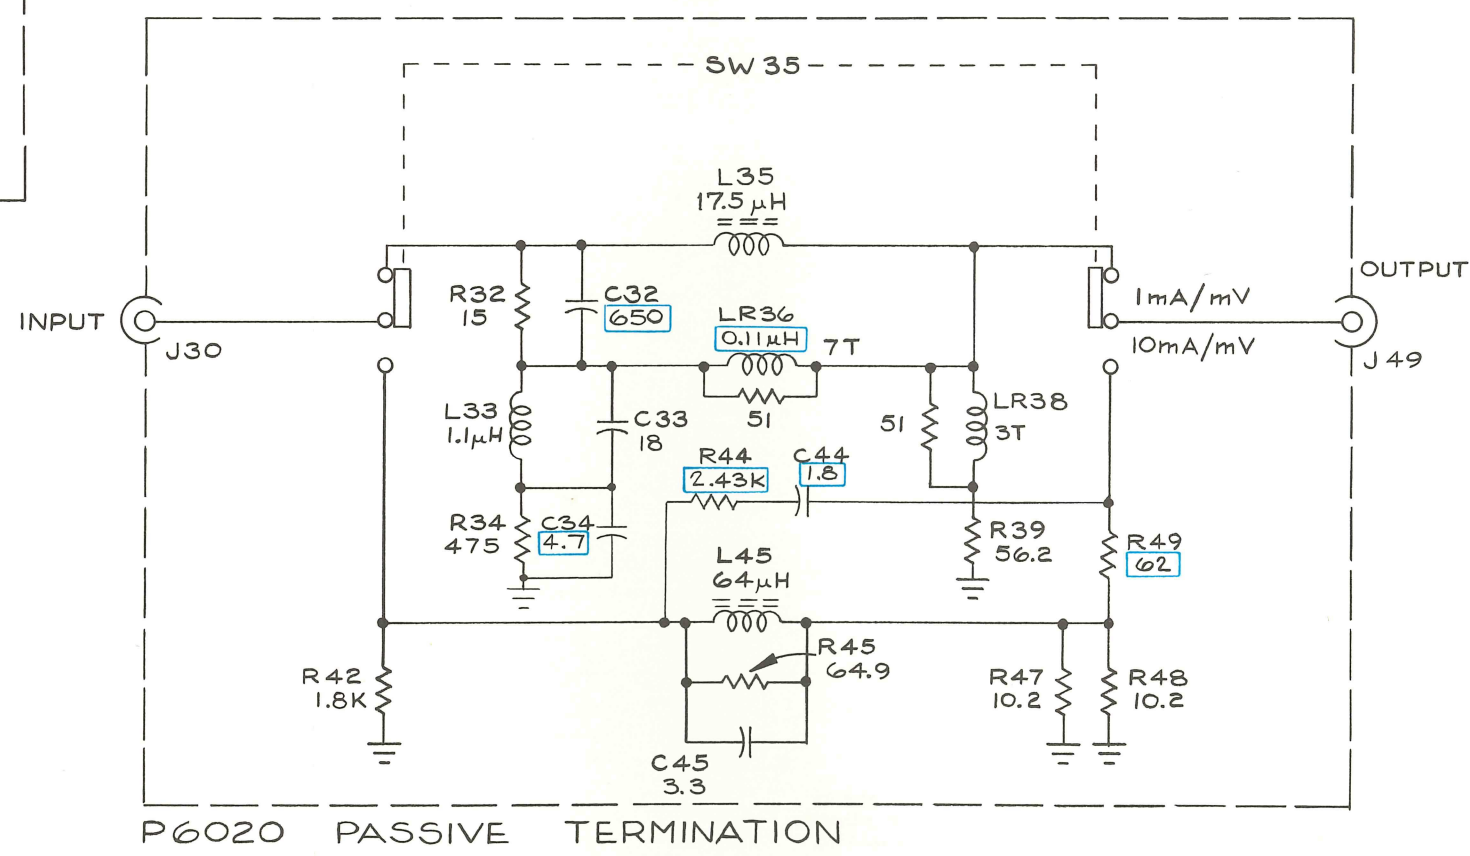 SW 35
L35
17.5 μH
R32
15
C32
650
LR36
0.11μH
7T
51
INPUT
J30
OUTPUT
1mA/mV
10mA/mV
J49
L33
1.1μH
C33
18
51
LR38
3T
R44
2.43K
C44
1.8
R34
475
C34
4.7
R39
56.2
R49
62
L45
64μH
R45
64.9
R42
1.8K
R47
10.2
R48
10.2
C45
3.3
P6020 PASSIVE TERMINATION